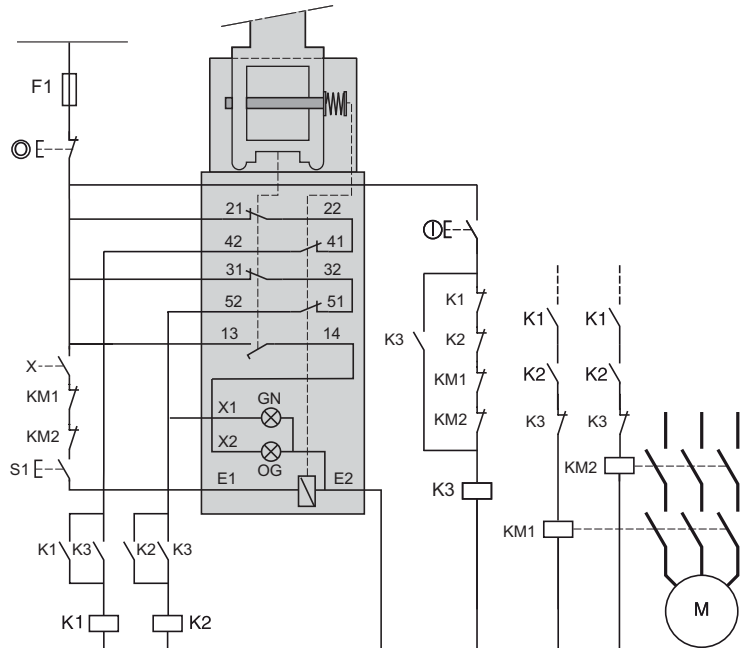 F1
21 22
42 41
31 32
52 51
13 14
X
KM1
KM2
S1
X1 GN
X2
OG
E1 E2
K1 K3 K2 K3
K1 K2
K1
K3 K2
KM1
KM2
K3
K1 K1
K2 K2
K3 K3
KM2
KM1
M